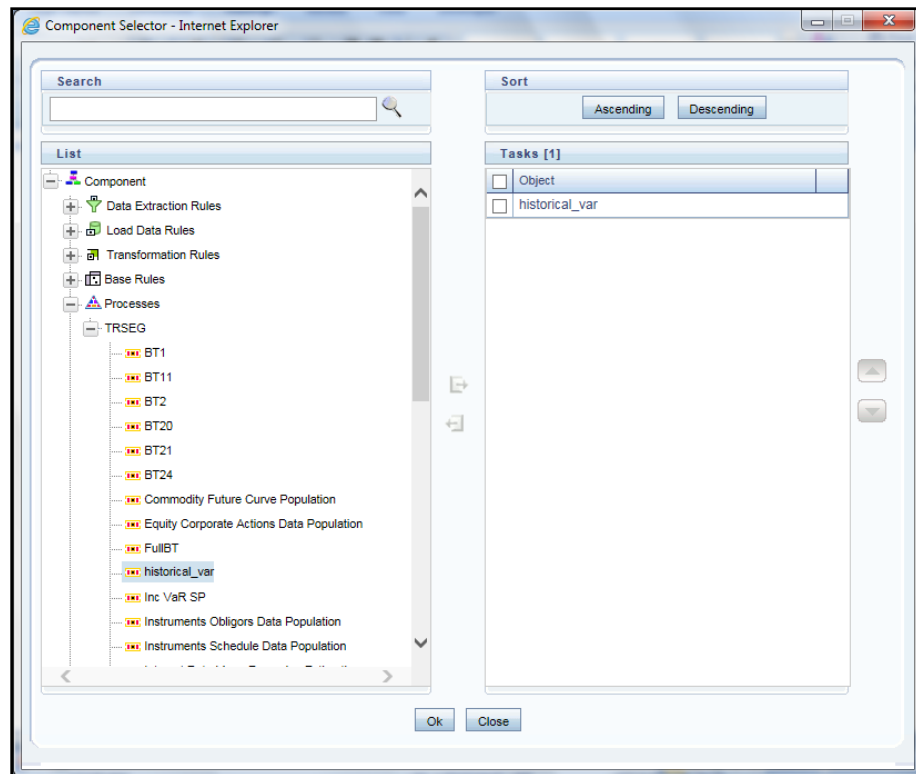 Component Selector - Internet Explorer
Search
Sort
Ascending Descending
List
Tasks [1]
Component
Object
Data Extraction Rules
historical_var
Load Data Rules
Transformation Rules
Base Rules
Processes
TRSEG
BT1
BT11
BT2
BT20
BT21
BT24
Commodity Future Curve Population
Equity Corporate Actions Data Population
FullBT
historical_var
Inc VaR SP
Instruments Obligors Data Population
Instruments Schedule Data Population
Ok Close